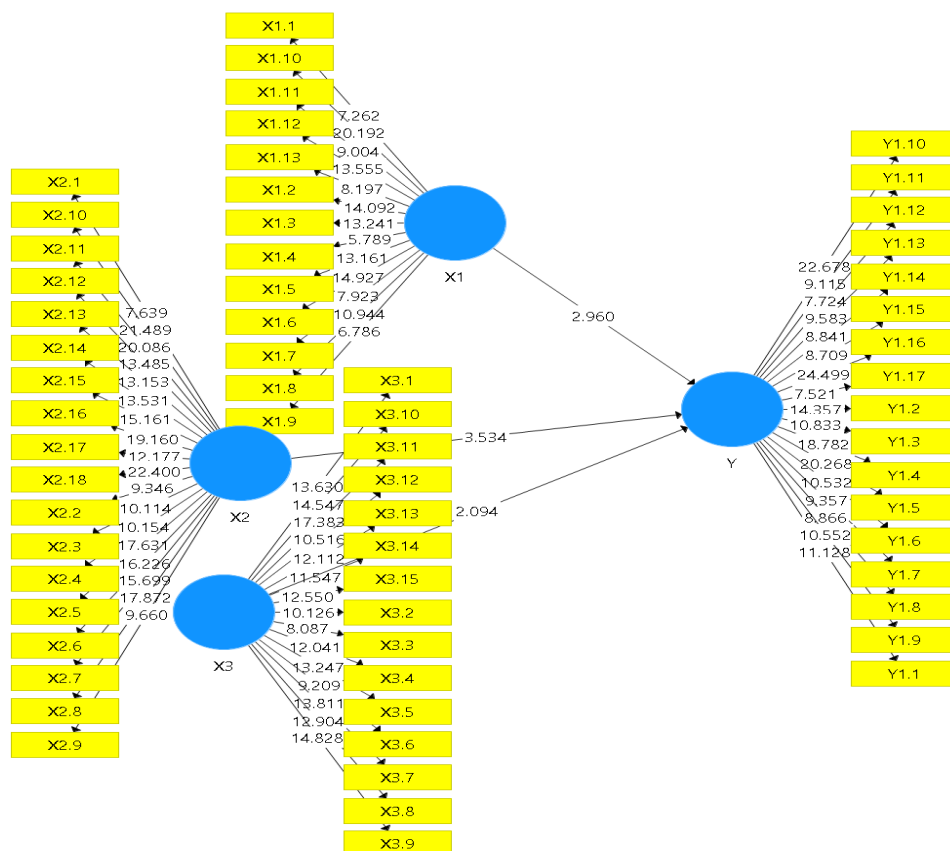 X1.1
X1.10
X1.11
X1.12
X1.13
X1.2
X1.3
X1.4
X1.5
X1.6
X1.7
X1.8
X1.9
7.262
20.192
9.004
13.555
8.197
14.092
13.241
5.789
13.161
14.927
7.923
10.944
6.786
X1
2.960
X2.1
X2.10
X2.11
X2.12
X2.13
X2.14
X2.15
X2.16
X2.17
X2.18
X2.2
X2.3
X2.4
X2.5
X2.6
X2.7
X2.8
X2.9
7.639
21.489
20.086
13.485
13.153
13.531
15.161
19.160
12.177
22.400
9.346
10.114
10.154
17.631
16.226
15.699
17.872
9.660
X2
3.534
X3
2.094
13.630
14.547
17.383
10.516
12.112
11.547
12.550
10.126
8.087
12.041
13.247
9.209
13.811
12.904
14.828
X3.1
X3.10
X3.11
X3.12
X3.13
X3.14
X3.15
X3.2
X3.3
X3.4
X3.5
X3.6
X3.7
X3.8
X3.9
Y
22.678
9.115
7.724
9.583
8.841
8.709
24.499
7.521
14.357
10.833
18.782
20.268
10.532
9.357
8.866
10.552
11.128
Y1.10
Y1.11
Y1.12
Y1.13
Y1.14
Y1.15
Y1.16
Y1.17
Y1.2
Y1.3
Y1.4
Y1.5
Y1.6
Y1.7
Y1.8
Y1.9
Y1.1